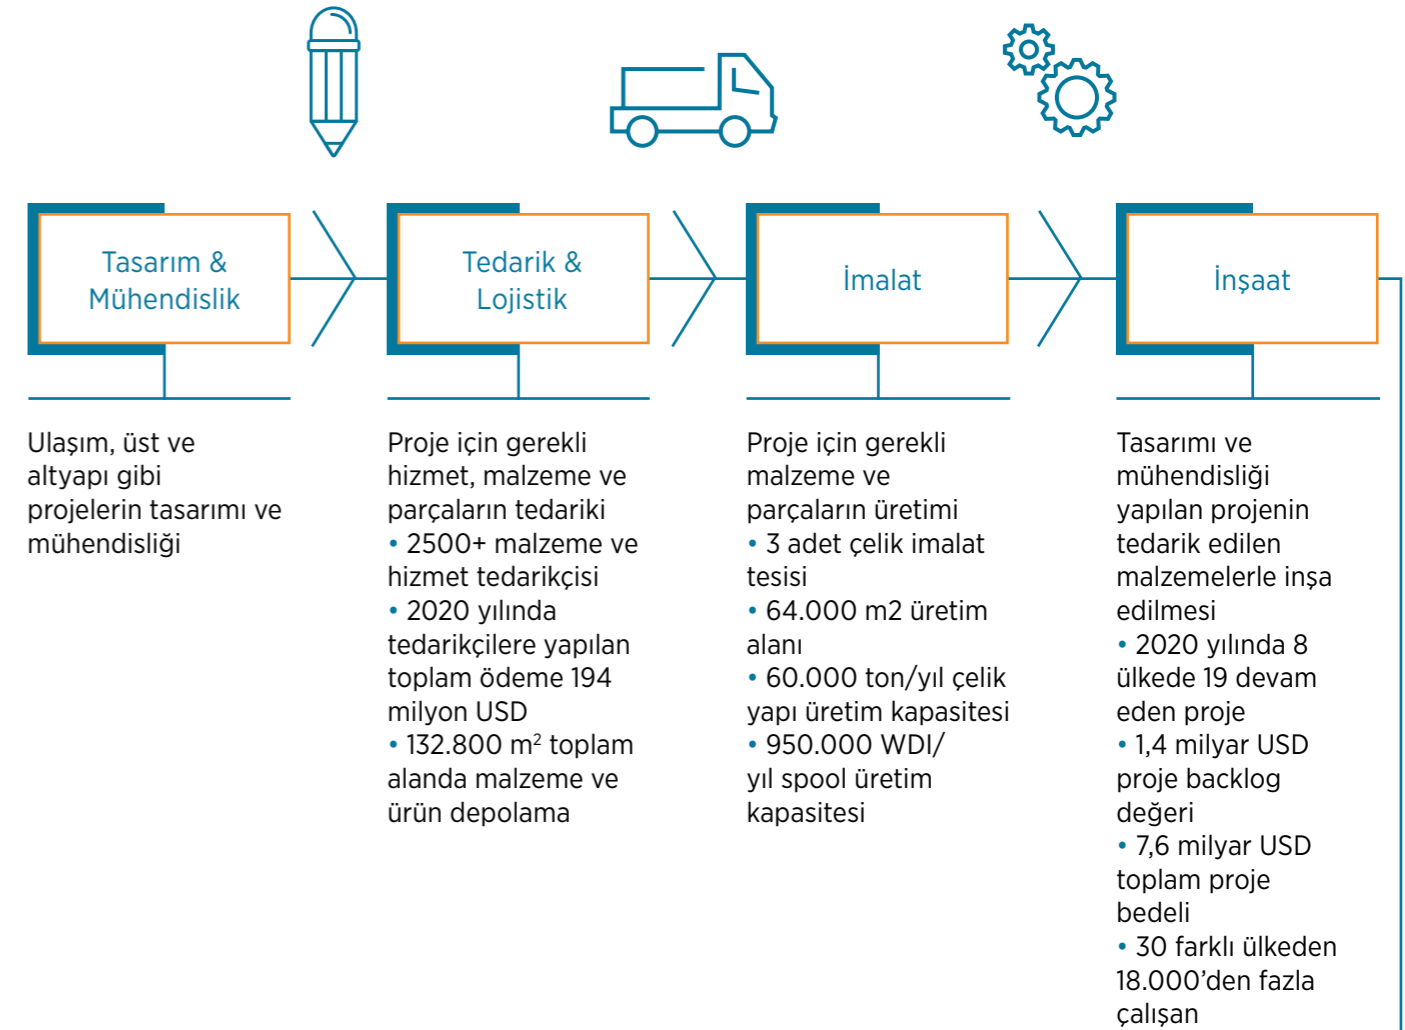 Tasarım &
Mühendislik
Tedarik &
Lojistik
İmalat
İnşaat
Ulaşım, üst ve
altyapı gibi
projelerin tasarımı ve
mühendisliği
Proje için gerekli
hizmet, malzeme ve
parçaların tedariki
• 2500+ malzeme ve
hizmet tedarikçisi
• 2020 yılında
tedarikçilere yapılan
toplam ödeme 194
milyon USD
• 132.800 m² toplam
alanda malzeme ve
ürün depolama
Proje için gerekli
malzeme ve
parçaların üretimi
• 3 adet çelik imalat
tesisi
• 64.000 m2 üretim
alanı
• 60.000 ton/yıl çelik
yapı üretim kapasitesi
• 950.000 WDI/
yıl spool üretim
kapasitesi
Tasarımı ve
mühendisliği
yapılan projenin
tedarik edilen
malzemelerle inşa
edilmesi
• 2020 yılında 8
ülkede 19 devam
eden proje
• 1,4 milyar USD
proje backlog
değeri
• 7,6 milyar USD
toplam proje
bedeli
• 30 farklı ülkeden
18.000’den fazla
çalışan